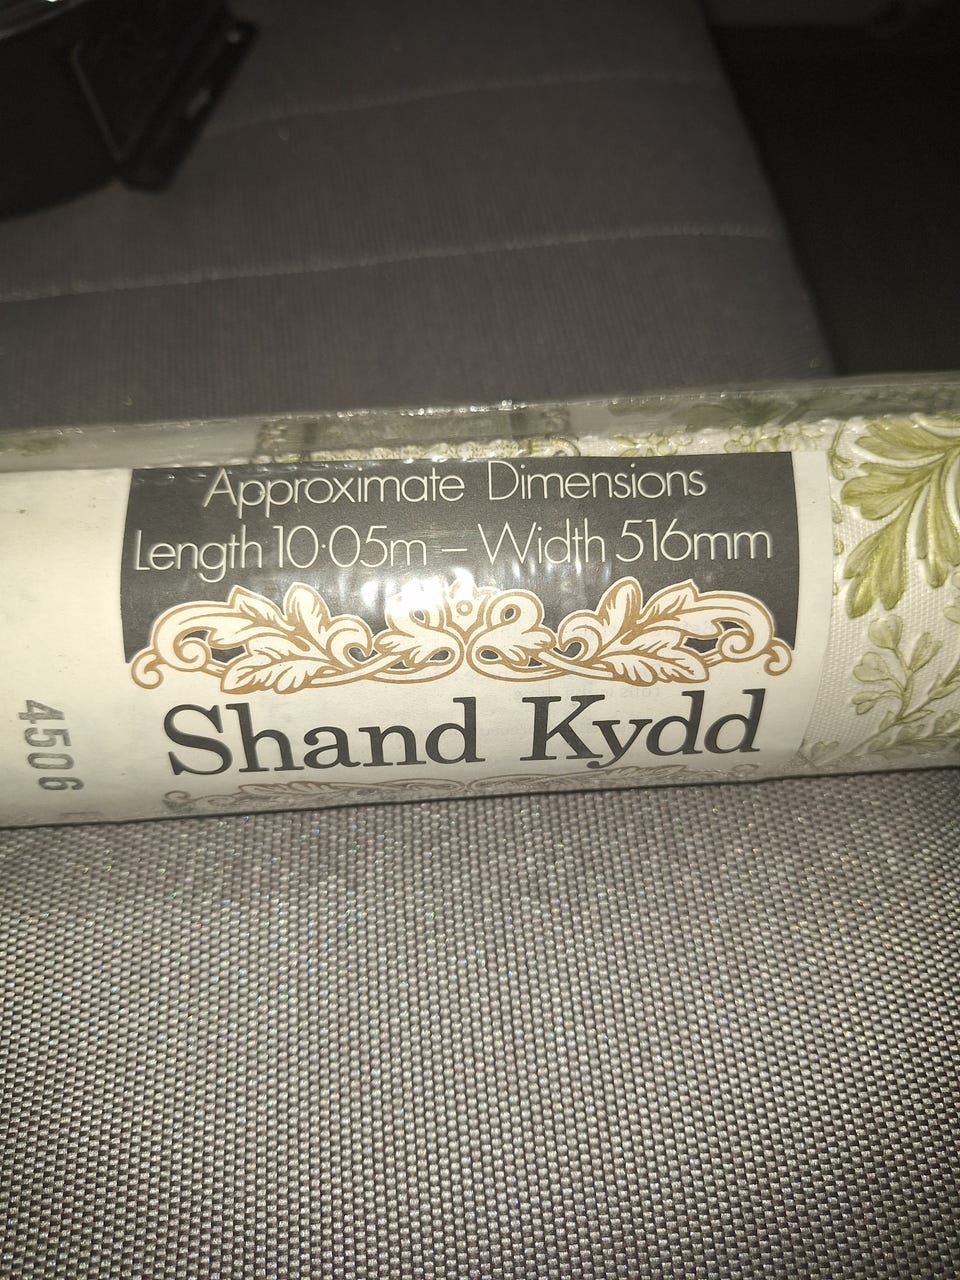 Approximate Dimensions
Length 10·05m – Width 516mm
Shand Kydd
4506